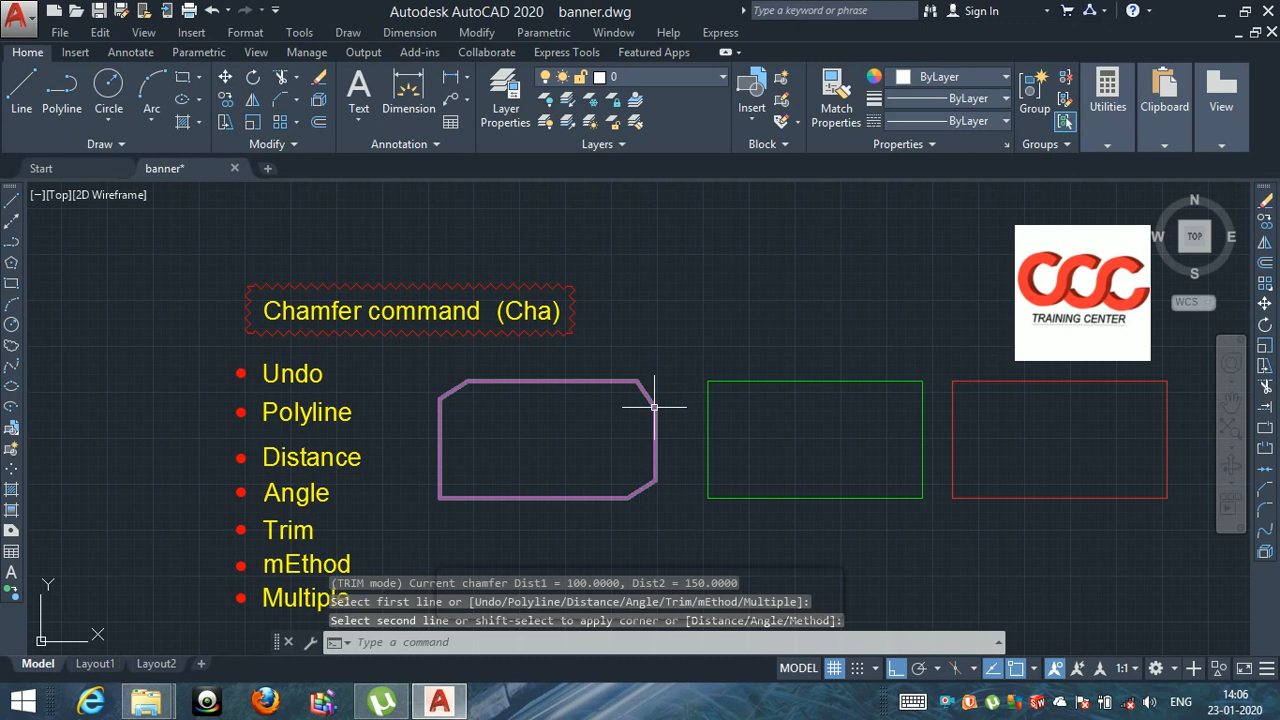 Autodesk AutoCAD 2020 banner.dwg
Type a keyword or phrase
Sign In
File Edit View Insert Format Tools Draw Dimension Modify Parametric Window Help Express
Home Insert Annotate Parametric View Manage Output Add-ins Collaborate Express Tools Featured Apps
Line Polyline Circle Arc
Text Dimension
Layer Properties
0
Insert
Match Properties
ByLayer
ByLayer
ByLayer
Group
Utilities
Clipboard
View
Draw Modify Annotation Layers Block Properties Groups
Start banner*
[−][Top][2D Wireframe]
N
W TOP E
S
WCS
CCC
TRAINING CENTER
Chamfer command (Cha)
Undo
Polyline
Distance
Angle
Trim
mEthod
Multiple
Y
X
(TRIM mode) Current chamfer Dist1 = 100.0000, Dist2 = 150.0000
Select first line or [Undo/Polyline/Distance/Angle/Trim/mEthod/Multiple]:
Select second line or shift-select to apply corner or [Distance/Angle/Method]:
Type a command
Model Layout1 Layout2
MODEL
1:1
ENG
14:06
23-01-2020